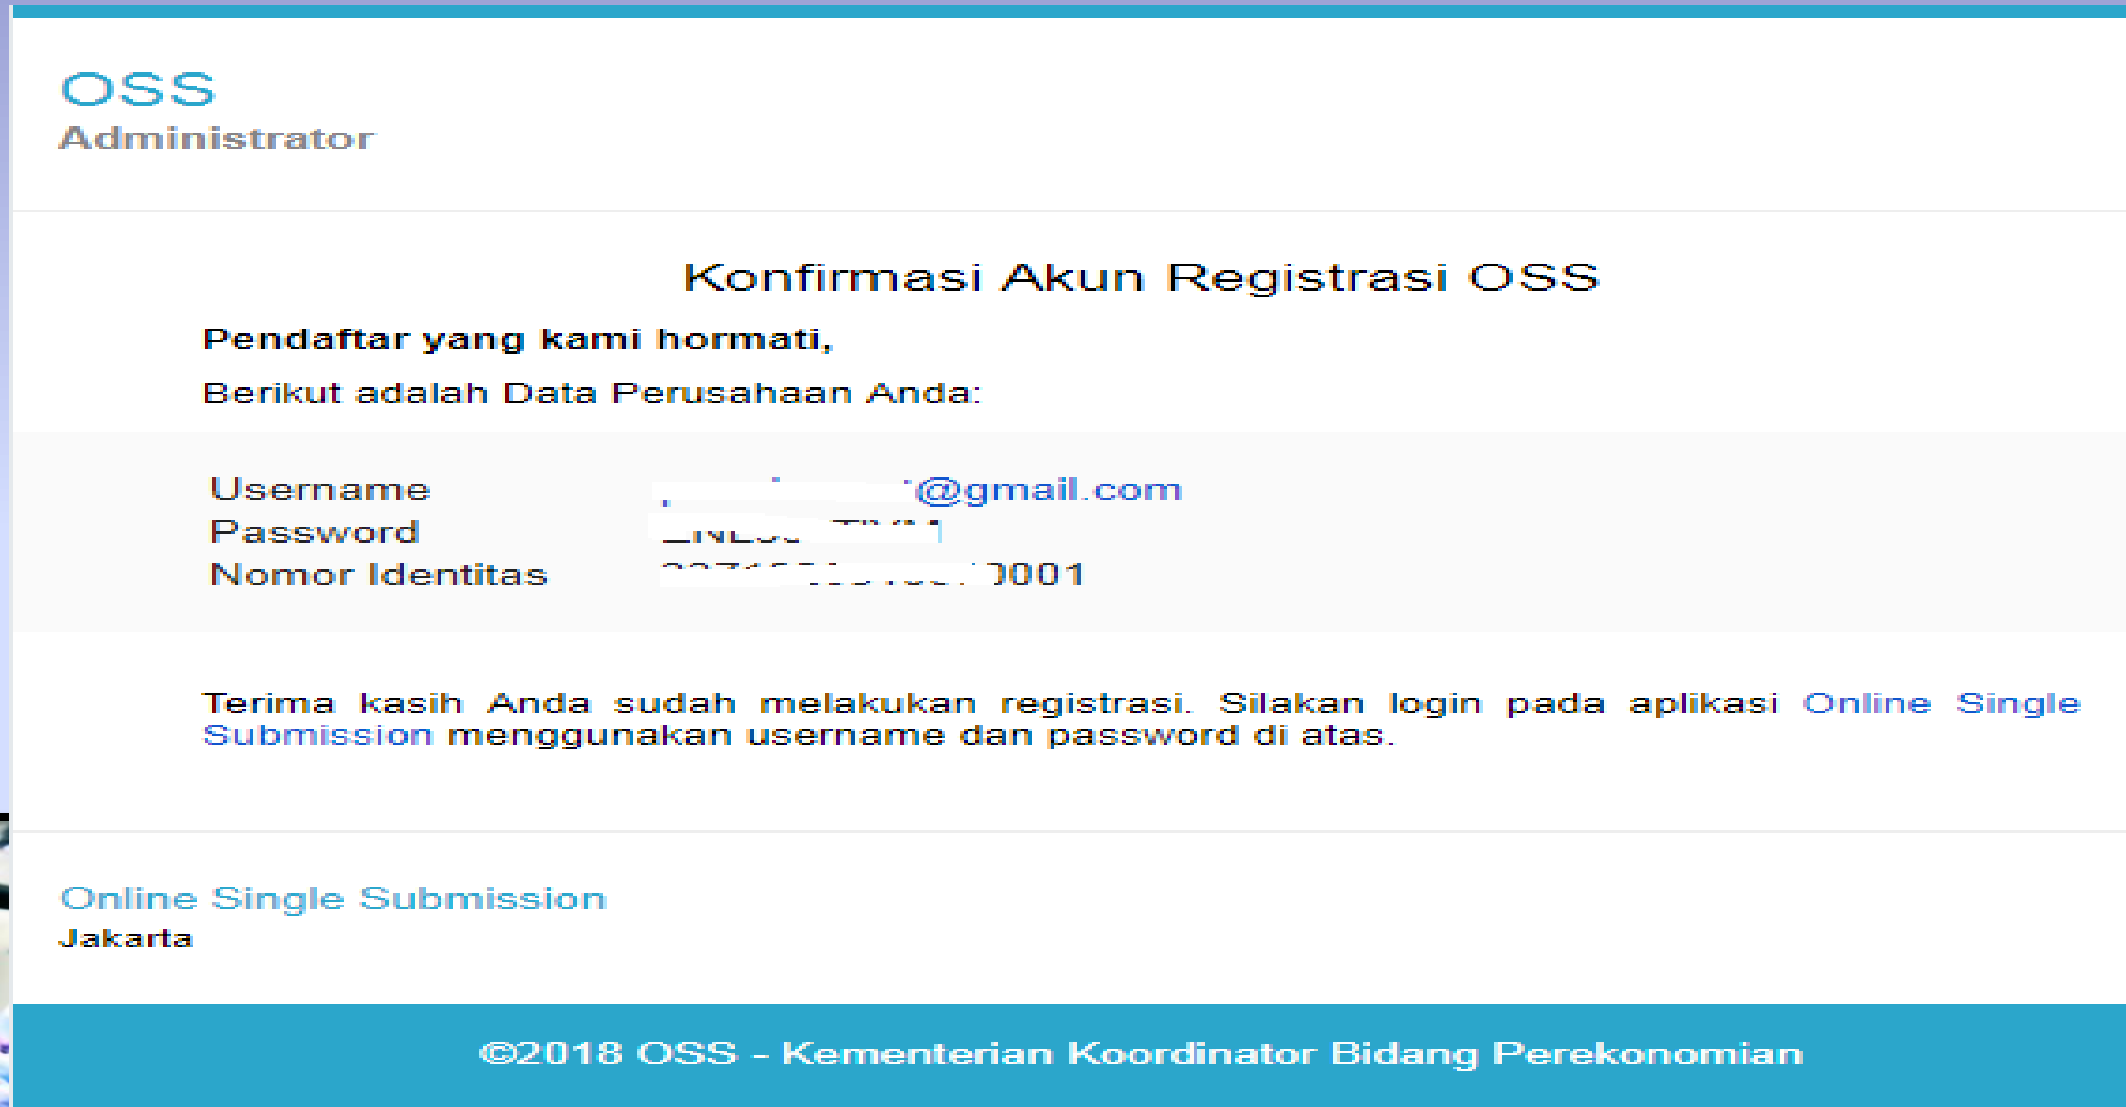 OSS
Administrator
Konfirmasi Akun Registrasi OSS
Pendaftar yang kami hormati,
Berikut adalah Data Perusahaan Anda:
Username @gmail.com
Password
Nomor Identitas 0001
Terima kasih Anda sudah melakukan registrasi. Silakan login pada aplikasi Online Single
Submission menggunakan username dan password di atas.
Online Single Submission
Jakarta
©2018 OSS - Kementerian Koordinator Bidang Perekonomian